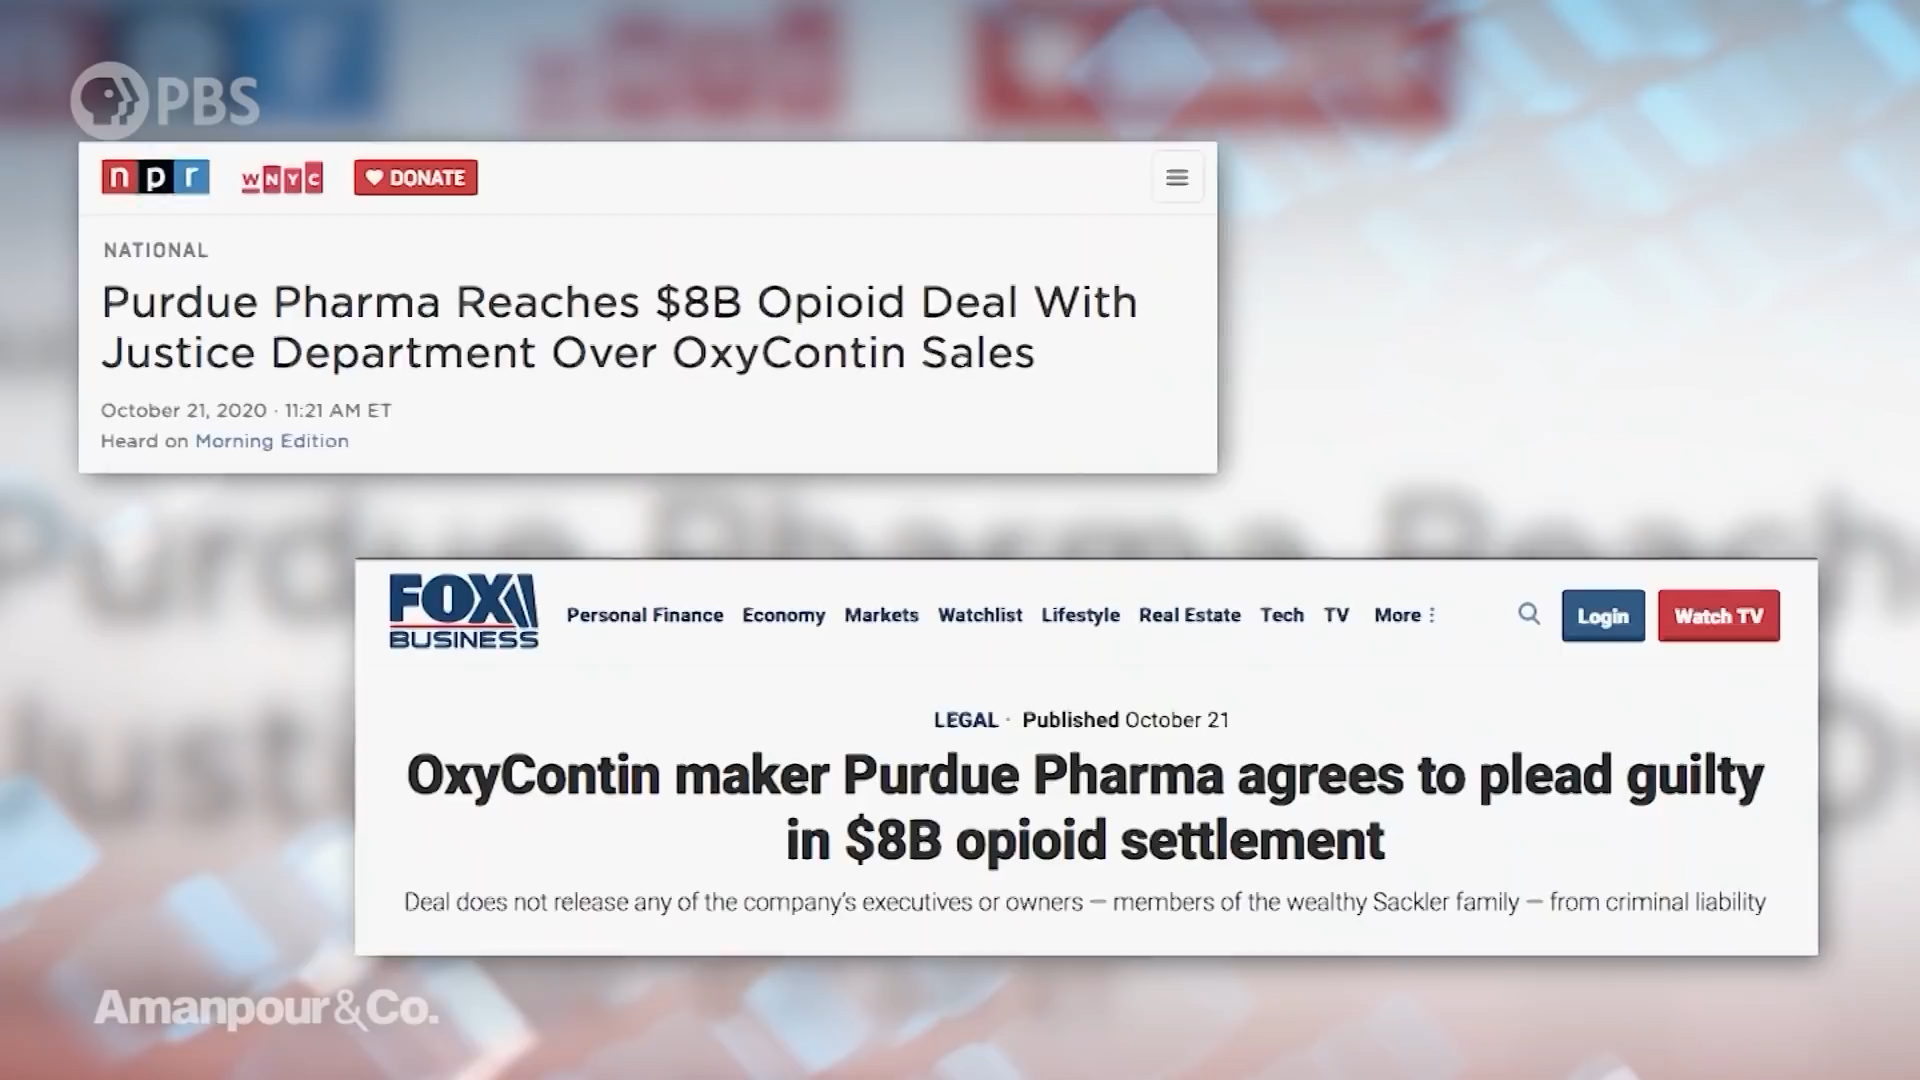 PBS
npr
WNYC
DONATE
NATIONAL
Purdue Pharma Reaches $8B Opioid Deal With
Justice Department Over OxyContin Sales
October 21, 2020 · 11:21 AM ET
Heard on Morning Edition
FOX
BUSINESS
Personal Finance Economy Markets Watchlist Lifestyle Real Estate Tech TV More
Login
Watch TV
LEGAL · Published October 21
OxyContin maker Purdue Pharma agrees to plead guilty
in $8B opioid settlement
Deal does not release any of the company's executives or owners — members of the wealthy Sackler family — from criminal liability
Amanpour&Co.